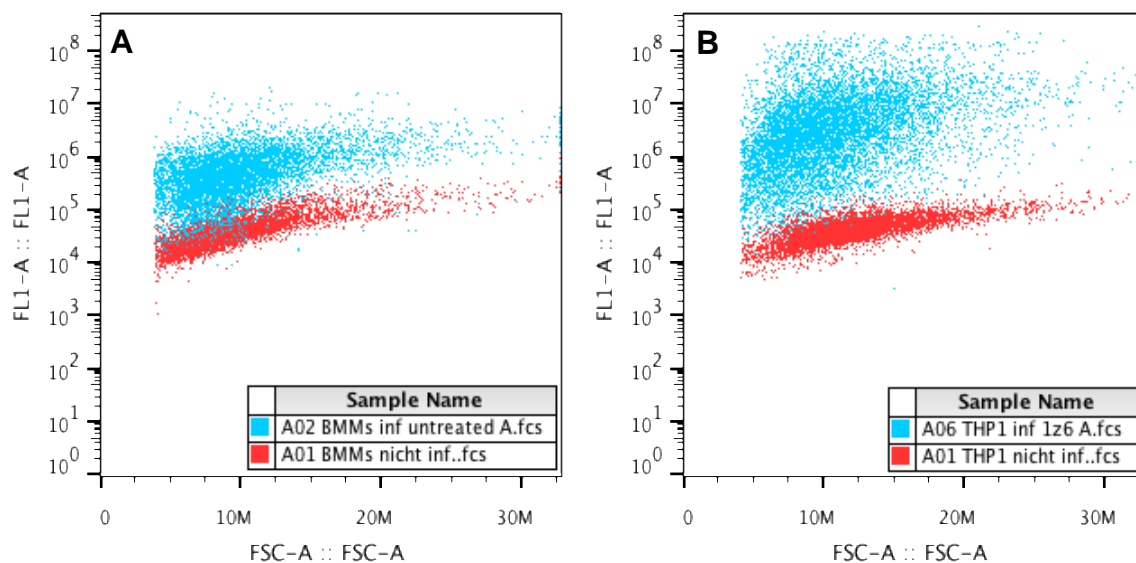 A
FL1-A :: FL1-A
10^8
10^7
10^6
10^5
10^4
10^3
10^2
10^1
10^0
Sample Name
A02 BMMs inf untreated A.fcs
A01 BMMs nicht inf..fcs
0 10M 20M 30M
FSC-A :: FSC-A
B
FL1-A :: FL1-A
10^8
10^7
10^6
10^5
10^4
10^3
10^2
10^1
10^0
Sample Name
A06 THP1 inf 1z6 A.fcs
A01 THP1 nicht inf..fcs
0 10M 20M 30M
FSC-A :: FSC-A